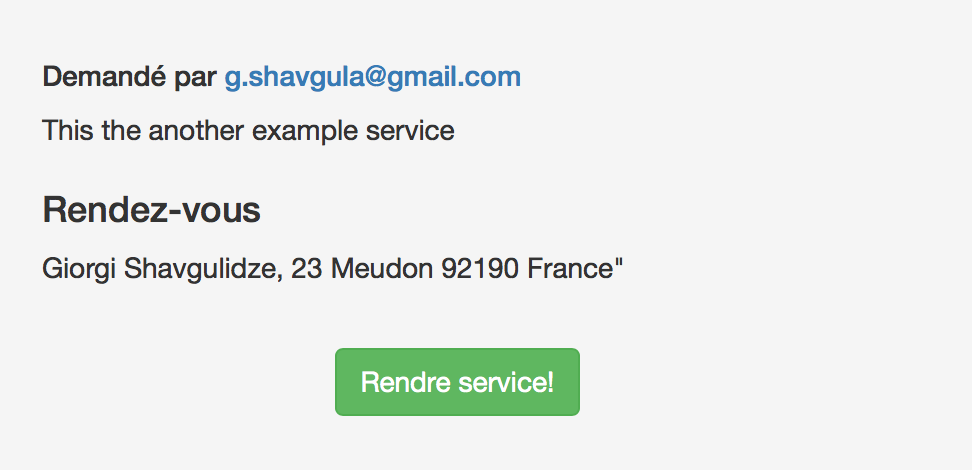 Demandé par g.shavgula@gmail.com
This the another example service
Rendez-vous
Giorgi Shavgulidze, 23 Meudon 92190 France"
Rendre service!